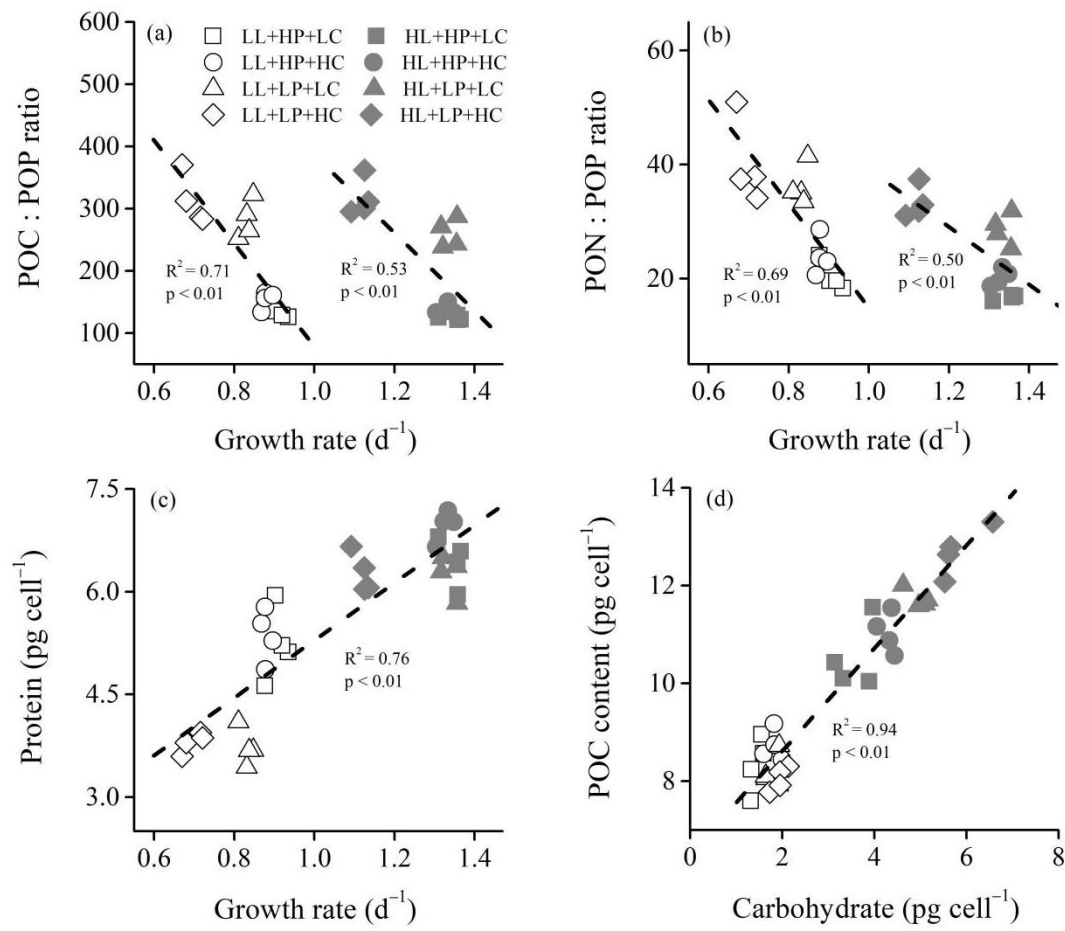 (a)
LL+HP+LC HL+HP+LC
LL+HP+HC HL+HP+HC
LL+LP+LC HL+LP+LC
LL+LP+HC HL+LP+HC
600
500
400
300
200
100
POC : POP ratio
R² = 0.71
p < 0.01
R² = 0.53
p < 0.01
0.6 0.8 1.0 1.2 1.4
Growth rate (d⁻¹)
(b)
60
40
20
PON : POP ratio
R² = 0.69
p < 0.01
R² = 0.50
p < 0.01
0.6 0.8 1.0 1.2 1.4
Growth rate (d⁻¹)
(c)
7.5
6.0
4.5
3.0
Protein (pg cell⁻¹)
R² = 0.76
p < 0.01
0.6 0.8 1.0 1.2 1.4
Growth rate (d⁻¹)
(d)
14
12
10
8
POC content (pg cell⁻¹)
R² = 0.94
p < 0.01
0 2 4 6 8
Carbohydrate (pg cell⁻¹)